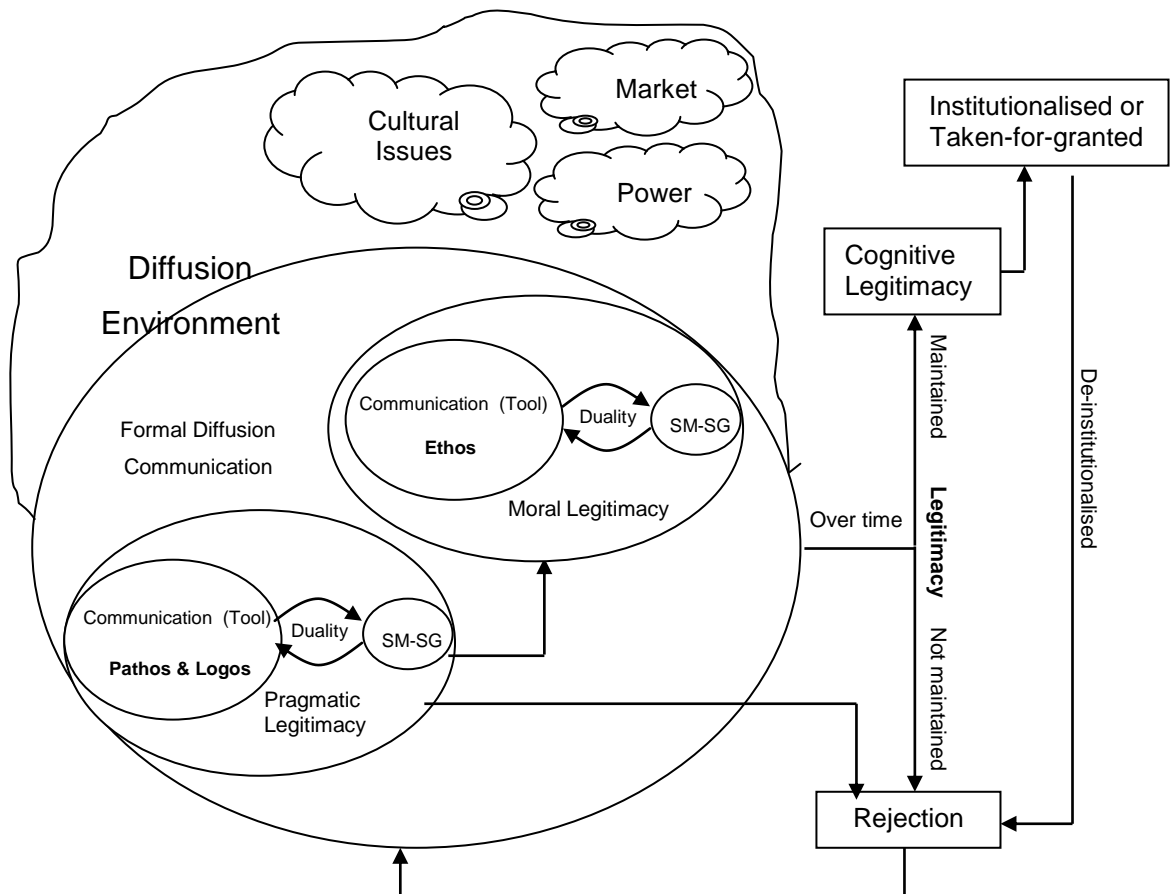 Market
Cultural
Issues
Power
Institutionalised or
Taken-for-granted
Diffusion
Environment
Cognitive
Legitimacy
Communication (Tool)
Ethos
Duality
SM-SG
Moral Legitimacy
Formal Diffusion
Communication
Communication (Tool)
Pathos & Logos
Duality
SM-SG
Pragmatic
Legitimacy
Over time
Maintained
Legitimacy
Not maintained
De-institutionalised
Rejection